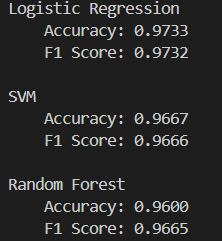 Logistic Regression
Accuracy: 0.9733
F1 Score: 0.9732
SVM
Accuracy: 0.9667
F1 Score: 0.9666
Random Forest
Accuracy: 0.9600
F1 Score: 0.9665